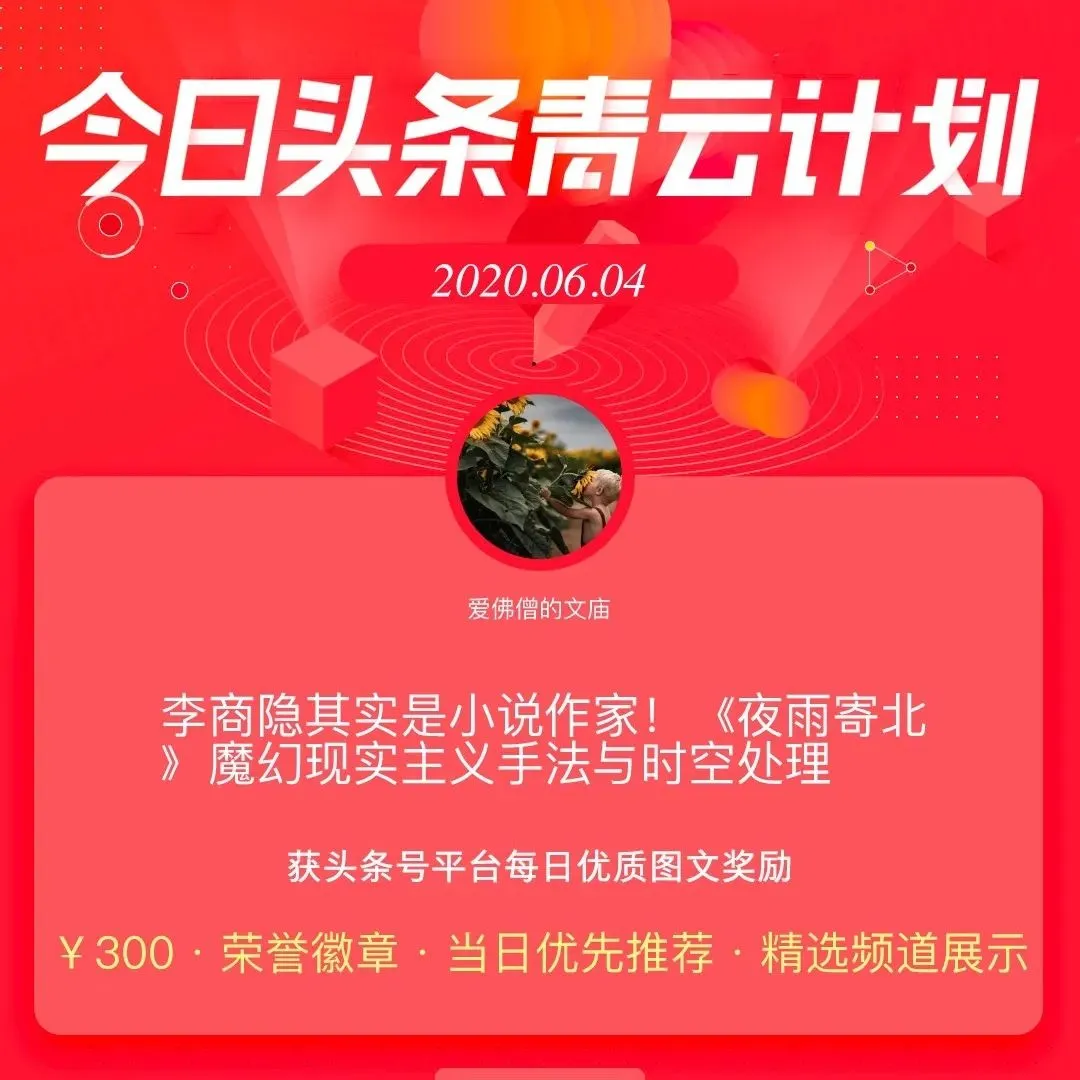 今日头条青云计划
2020.06.04
爱佛僧的文庙
李商隐其实是小说作家！《夜雨寄北
》魔幻现实主义手法与时空处理
获头条号平台每日优质图文奖励
￥300 · 荣誉徽章 · 当日优先推荐 · 精选频道展示